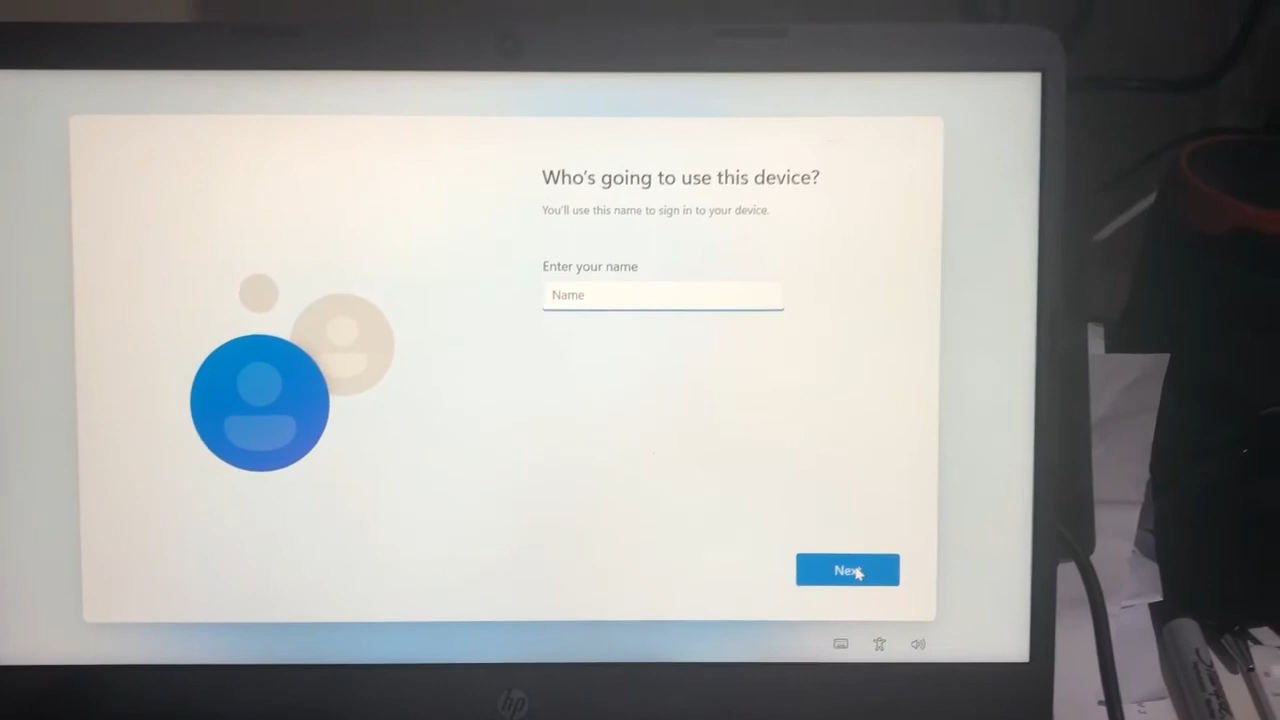 Who's going to use this device?
You'll use this name to sign in to your device.
Enter your name
Name
Next
hp